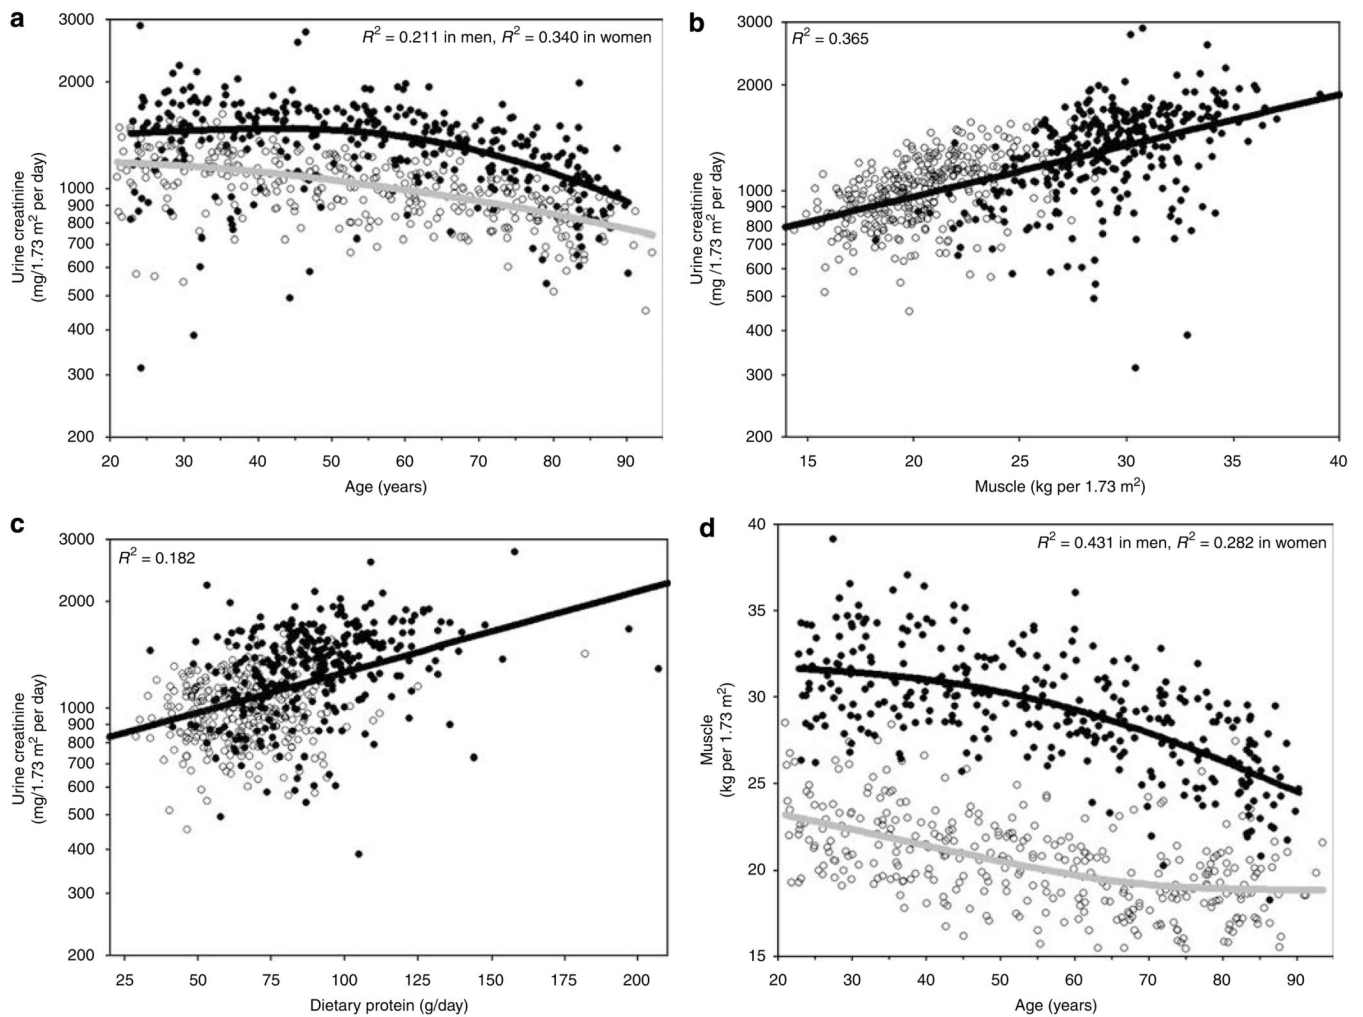 a
R² = 0.211 in men, R² = 0.340 in women
Urine creatinine
(mg/1.73 m² per day)
3000
2000
1000
900
800
700
600
500
400
300
200
20 30 40 50 60 70 80 90
Age (years)
b
R² = 0.365
Urine creatinine
(mg /1.73 m² per day)
3000
2000
1000
900
800
700
600
500
400
300
200
15 20 25 30 35 40
Muscle (kg per 1.73 m²)
c
R² = 0.182
Urine creatinine
(mg/1.73 m² per day)
3000
2000
1000
900
800
700
600
500
400
300
200
25 50 75 100 125 150 175 200
Dietary protein (g/day)
d
R² = 0.431 in men, R² = 0.282 in women
Muscle
(kg per 1.73 m²)
40
35
30
25
20
15
20 30 40 50 60 70 80 90
Age (years)